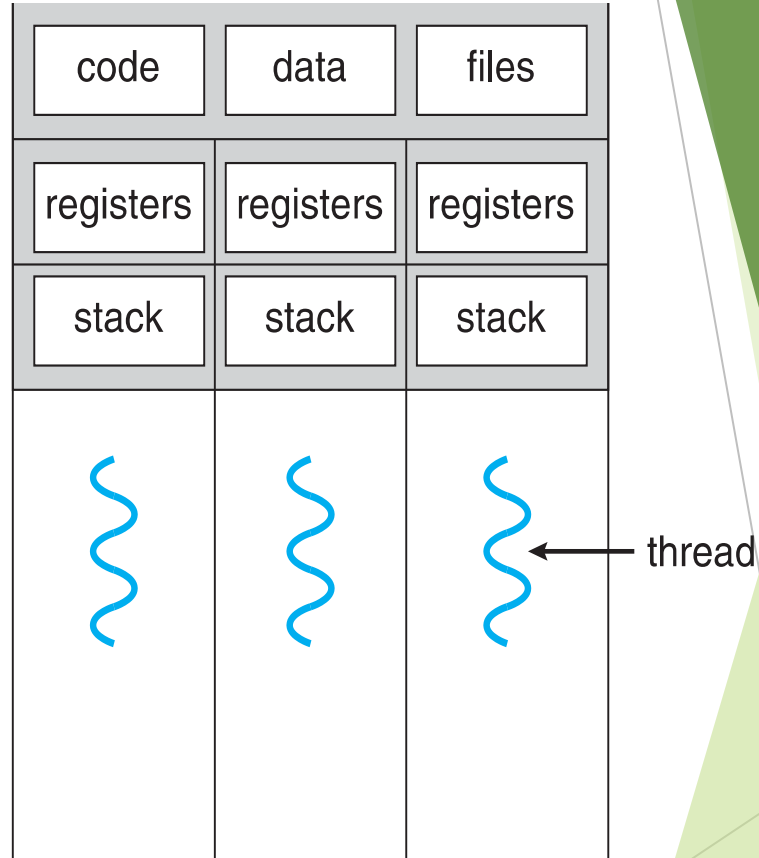 code data files
registers registers registers
stack stack stack
thread